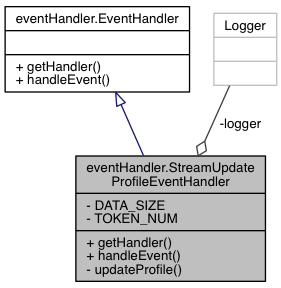 eventHandler.EventHandler
+ getHandler()
+ handleEvent()
Logger
-logger
eventHandler.StreamUpdate
ProfileEventHandler
- DATA_SIZE
- TOKEN_NUM
+ getHandler()
+ handleEvent()
- updateProfile()